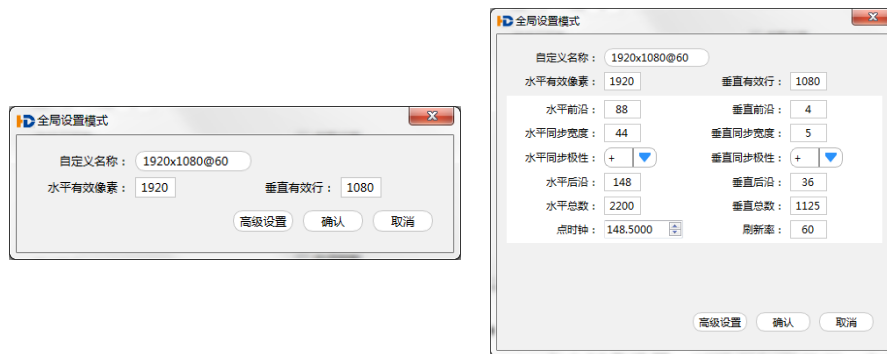 全局设置模式
自定义名称： 1920x1080@60
水平有效像素： 1920 垂直有效行： 1080
高级设置 确认 取消
全局设置模式
自定义名称： 1920x1080@60
水平有效像素： 1920 垂直有效行： 1080
水平前沿： 88 垂直前沿： 4
水平同步宽度： 44 垂直同步宽度： 5
水平同步极性： + 垂直同步极性： +
水平后沿： 148 垂直后沿： 36
水平总数： 2200 垂直总数： 1125
点时钟： 148.5000 刷新率： 60
高级设置 确认 取消